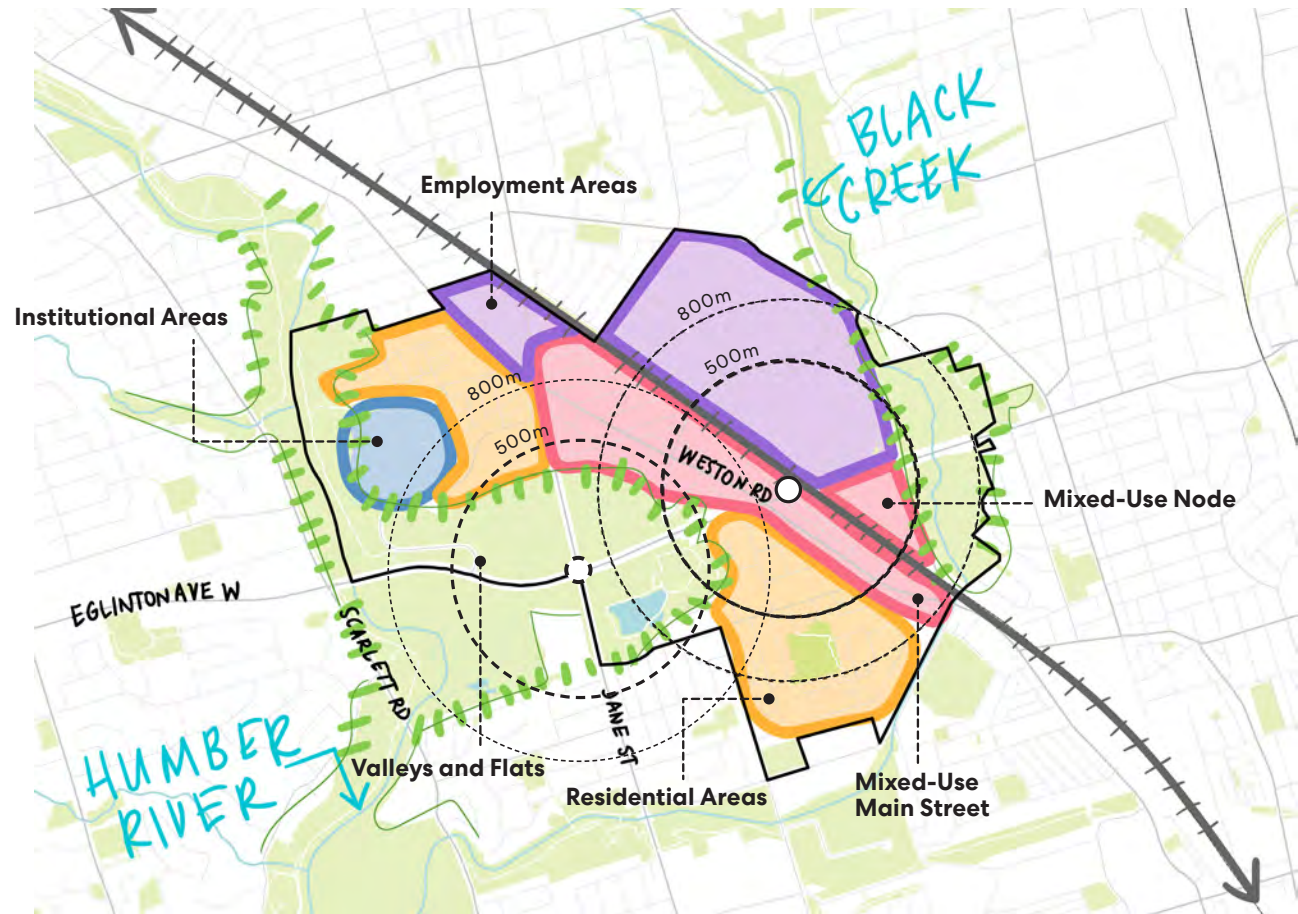 BLACK
CREEK
Employment Areas
800m
Institutional Areas
500m
800m
500m
WESTON RD
Mixed-Use Node
EGLINTON AVE W
SCARLETT RD
JANE ST
HUMBER
RIVER
Valleys and Flats
Residential Areas
Mixed-Use
Main Street